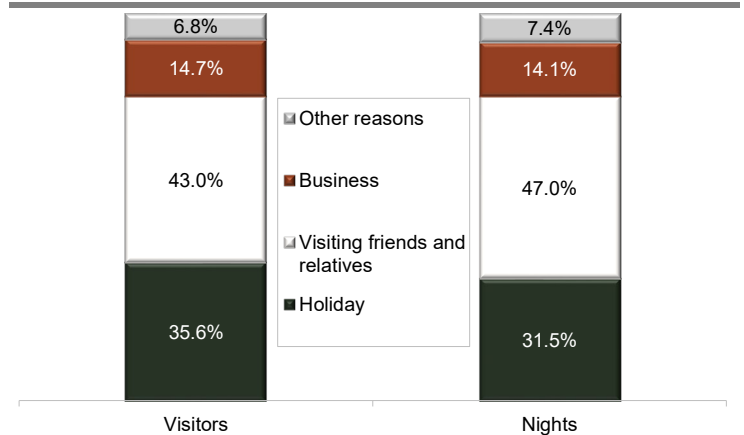 6.8%
14.7%
43.0%
35.6%
Other reasons
Business
Visiting friends and
relatives
Holiday
7.4%
14.1%
47.0%
31.5%
Visitors
Nights